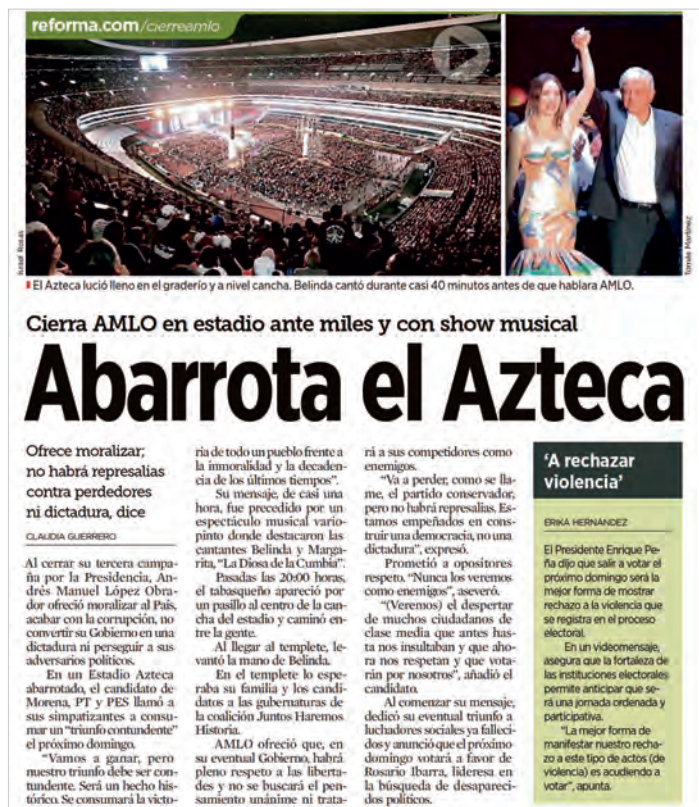 reforma.com/cierreamlo
Israel Rosas
Tomás Martínez
El Azteca lució lleno en el graderío y a nivel cancha. Belinda cantó durante casi 40 minutos antes de que hablara AMLO.
Cierra AMLO en estadio ante miles y con show musical
Abarrota el Azteca
Ofrece moralizar;
no habrá represalias
contra perdedores
ni dictadura, dice
CLAUDIA GUERRERO
Al cerrar su tercera campa-
ña por la Presidencia, An-
drés Manuel López Obra-
dor ofreció moralizar al País,
acabar con la corrupción, no
convertir su Gobierno en una
dictadura ni perseguir a sus
adversarios políticos.
En un Estadio Azteca
abarrotado, el candidato de
Morena, PT y PES llamó a
sus simpatizantes a consu-
mar un "triunfo contundente"
el próximo domingo.
"Vamos a ganar, pero
nuestro triunfo debe ser con-
tundente. Será un hecho his-
tórico. Se consumará la victo-
ria de todo un pueblo frente a
la inmoralidad y la decaden-
cia de los últimos tiempos".
Su mensaje, de casi una
hora, fue precedido por un
espectáculo musical vario-
pinto donde destacaron las
cantantes Belinda y Marga-
rita, "La Diosa de la Cumbia".
Pasadas las 20:00 horas,
el tabasqueño apareció por
un pasillo al centro de la can-
cha del estadio y caminó en-
tre la gente.
Al llegar al templete, le-
vantó la mano de Belinda.
En el templete lo espe-
raba su familia y los candi-
datos a las gubernaturas de
la coalición Juntos Haremos
Historia.
AMLO ofreció que, en
su eventual Gobierno, habrá
pleno respeto a las liberta-
des y no se buscará el pen-
samiento unánime ni trata-
rá a sus competidores como
enemigos.
"Va a perder, como se lla-
me, el partido conservador,
pero no habrá represalias. Es-
tamos empeñados en cons-
truir una democracia, no una
dictadura", expresó.
Prometió a opositores
respeto. "Nunca los veremos
como enemigos", aseveró.
"(Veremos) el despertar
de muchos ciudadanos de
clase media que antes has-
ta nos insultaban y que aho-
ra nos respetan y que vota-
rán por nosotros", añadió el
candidato.
Al comenzar su mensaje,
dedicó su eventual triunfo a
luchadores sociales ya falleci-
dos y anunció que el próximo
domingo votará a favor de
Rosario Ibarra, lideresa en
la búsqueda de desapareci-
dos políticos.
'A rechazar
violencia'
ERIKA HERNÁNDEZ
El Presidente Enrique Pe-
ña dijo que salir a votar el
próximo domingo será la
mejor forma de mostrar
rechazo a la violencia que
se registra en el proceso
electoral.
En un videomensaje,
asegura que la fortaleza de
las instituciones electorales
permite anticipar que se-
rá una jornada ordenada y
participativa.
"La mejor forma de
manifestar nuestro recha-
zo a este tipo de actos (de
violencia) es acudiendo a
votar", apunta.